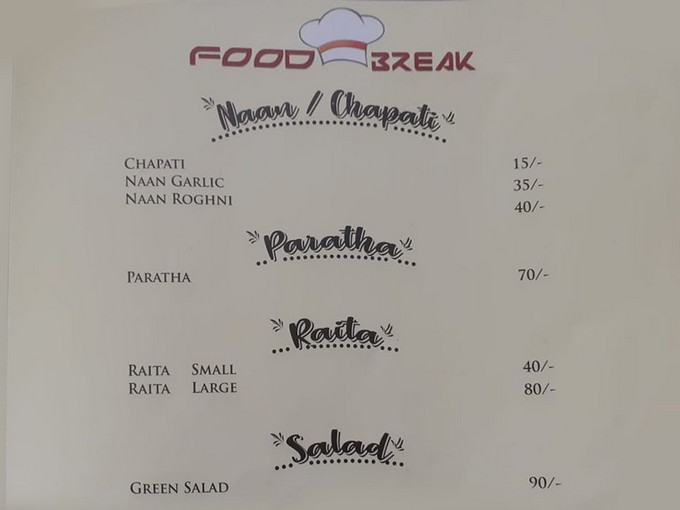 FOOD BREAK
Naan / Chapati
CHAPATI 15/-
NAAN GARLIC 35/-
NAAN ROGHNI 40/-
Paratha
PARATHA 70/-
Raita
RAITA SMALL 40/-
RAITA LARGE 80/-
Salad
GREEN SALAD 90/-